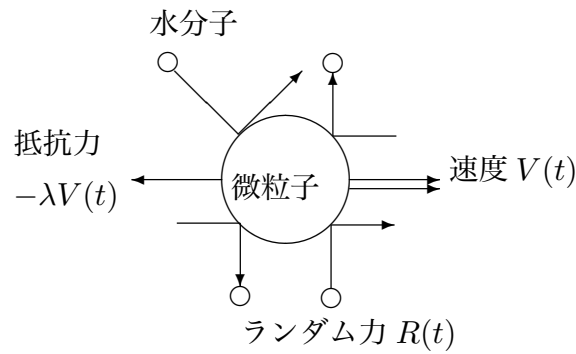 水分子
抵抗力
−λV(t)
微粒子
速度 V(t)
ランダム力 R(t)